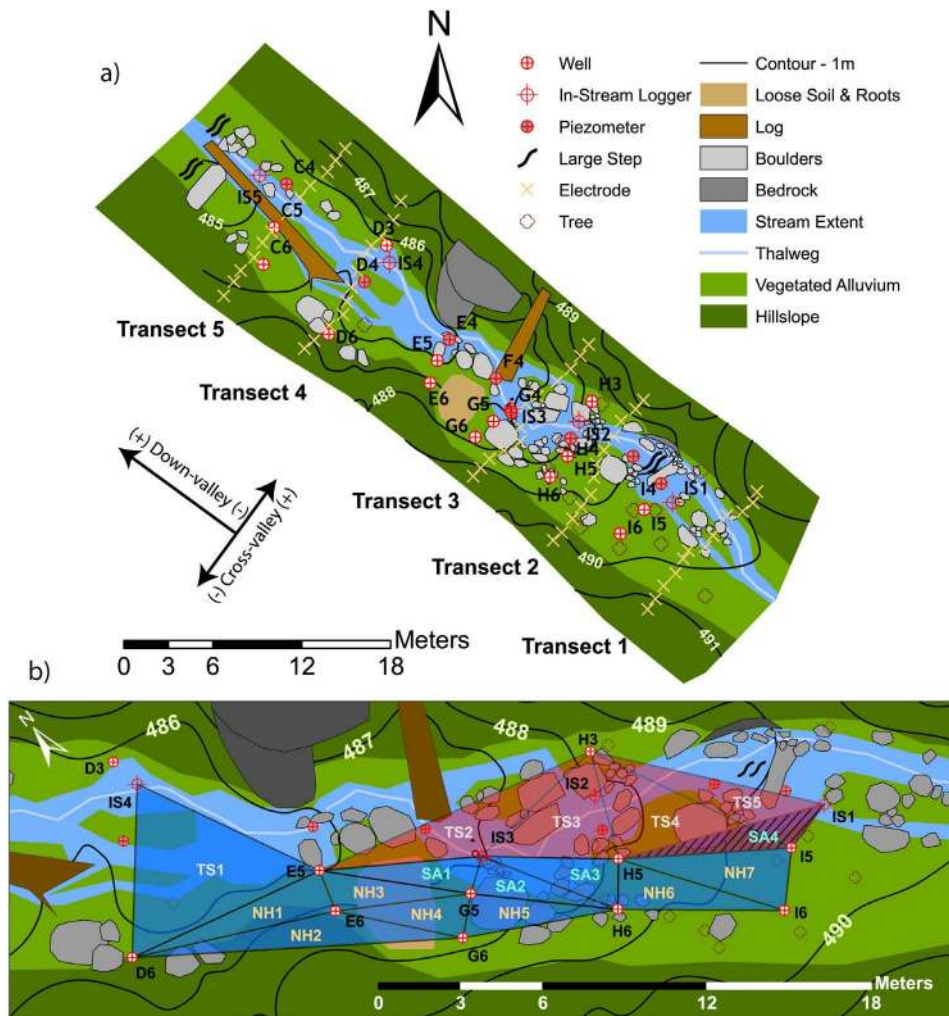 a)
N
Well
In-Stream Logger
Piezometer
Large Step
Electrode
Tree
Contour - 1m
Loose Soil & Roots
Log
Boulders
Bedrock
Stream Extent
Thalweg
Vegetated Alluvium
Hillslope
C4
487
IS5
C5
485
C6
D3
486
IS4
D4
489
Transect 5
D6
E4
E5
F4
Transect 4
488
E6
G5
G4
H3
IS3
G6
IS2
H4
H5
Transect 3
H6
I4
IS1
I6
I5
(+) Down-valley (-)
(-) Cross-valley (+)
Transect 2
490
Transect 1
491
Meters
0 3 6 12 18
b)
N
486
487
488
489
D3
H3
IS4
IS2
TS5
IS1
TS2
IS3
TS3
TS4
TS1
SA4
E5
SA1
SA3
H5
I5
NH3
SA2
NH6
NH7
NH1
E6
NH4
G5
NH5
NH2
H6
I6
G6
490
D6
Meters
0 3 6 12 18